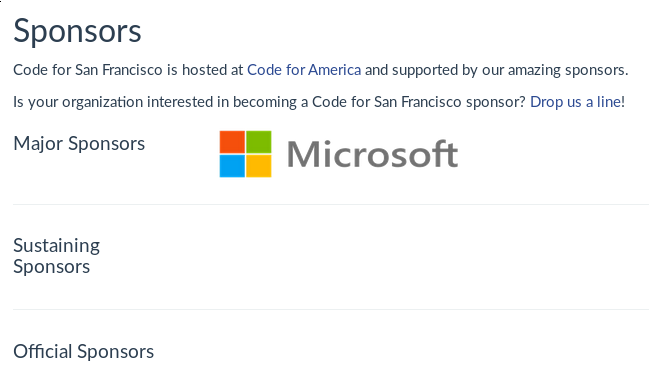 Sponsors
Code for San Francisco is hosted at Code for America and supported by our amazing sponsors.
Is your organization interested in becoming a Code for San Francisco sponsor? Drop us a line!
Major Sponsors
Microsoft
Sustaining
Sponsors
Official Sponsors